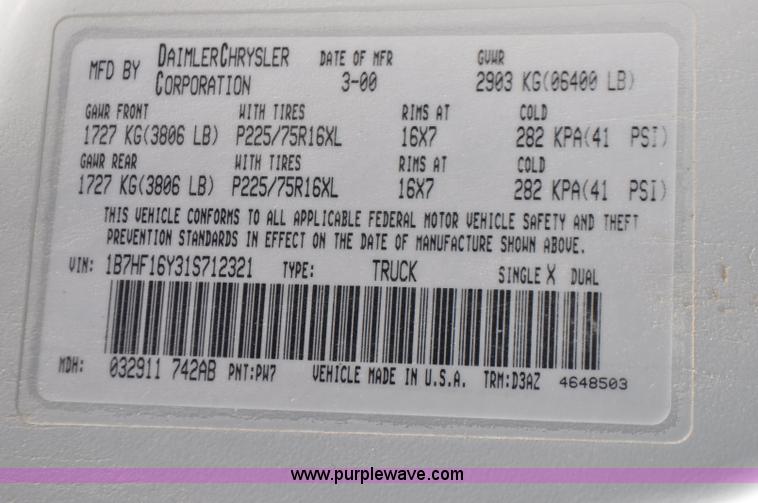 MFD BY DAIMLERCHRYSLER CORPORATION DATE OF MFR 3-00 GVWR 2903 KG(06400 LB)
GAWR FRONT WITH TIRES RIMS AT COLD
1727 KG(3806 LB) P225/75R16XL 16X7 282 KPA(41 PSI)
GAWR REAR WITH TIRES RIMS AT COLD
1727 KG(3806 LB) P225/75R16XL 16X7 282 KPA(41 PSI)
THIS VEHICLE CONFORMS TO ALL APPLICABLE FEDERAL MOTOR VEHICLE SAFETY AND THEFT
PREVENTION STANDARDS IN EFFECT ON THE DATE OF MANUFACTURE SHOWN ABOVE.
VIN: 1B7HF16Y31S712321 TYPE: TRUCK SINGLE X DUAL
MDH: 032911 742AB PNT:PW7 VEHICLE MADE IN U.S.A. TRM:D3AZ 4648503
www.purplewave.com